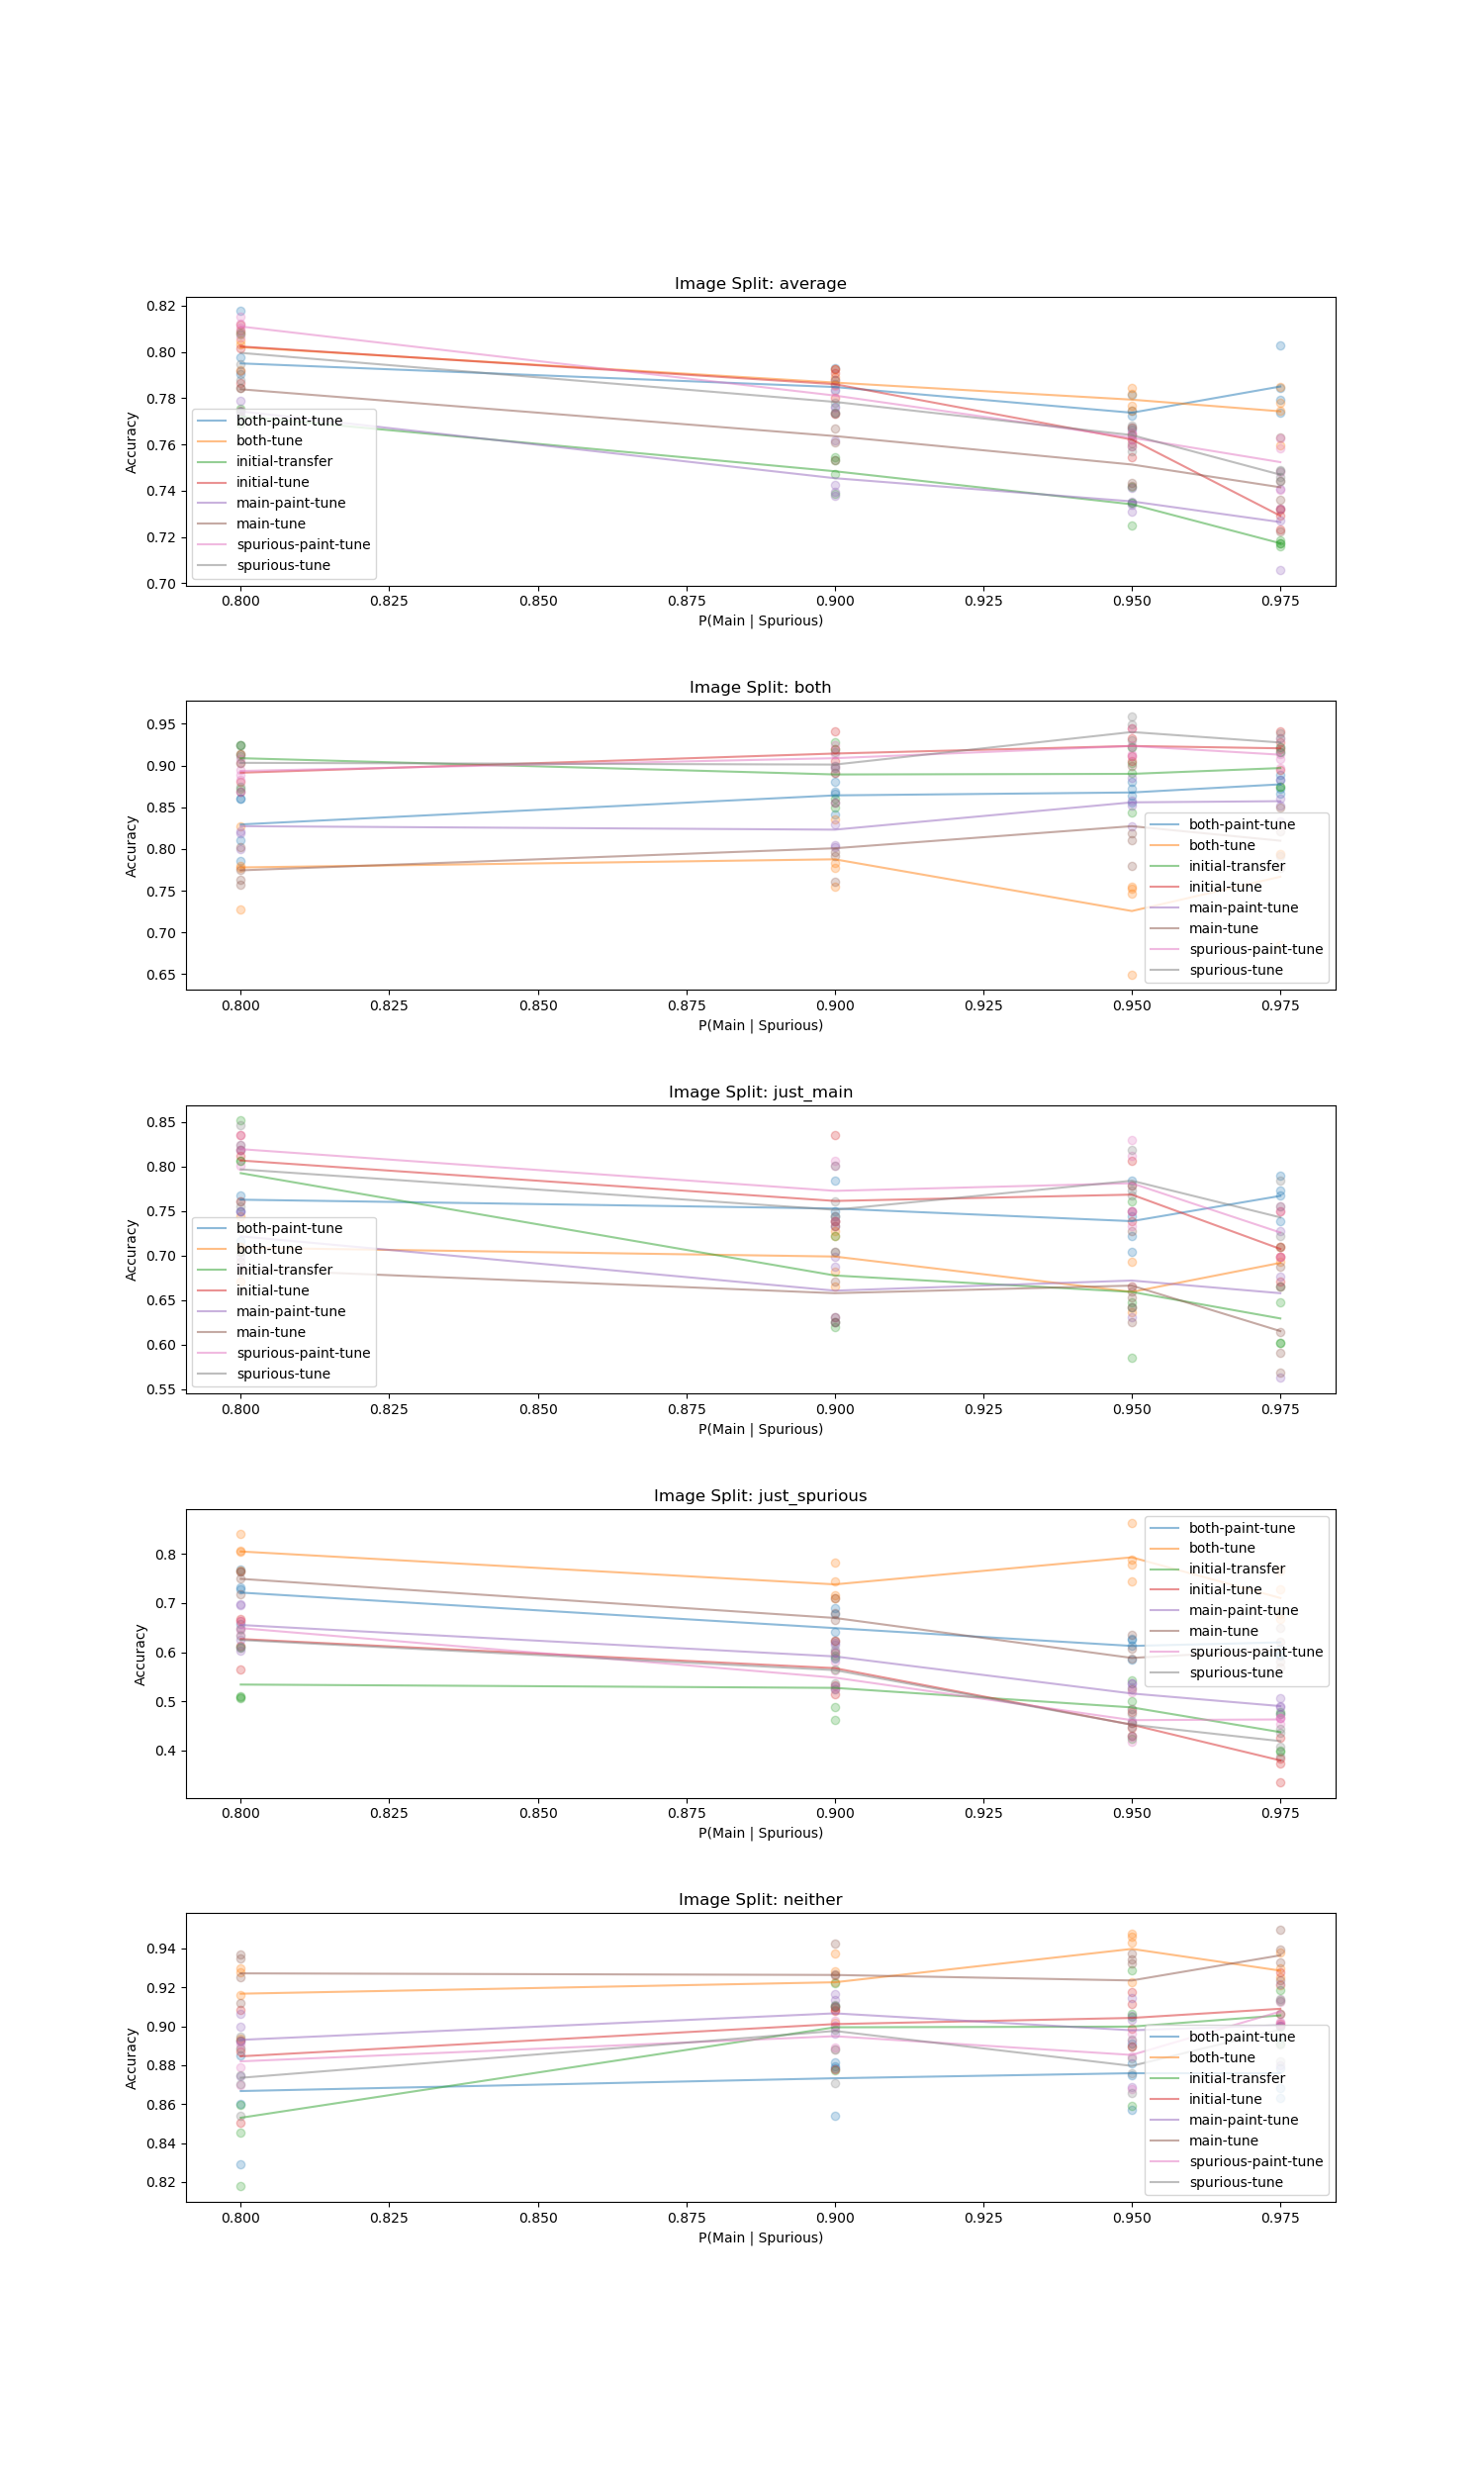 Image Split: average
Accuracy
0.82
0.80
0.78
0.76
0.74
0.72
0.70
both-paint-tune
both-tune
initial-transfer
initial-tune
main-paint-tune
main-tune
spurious-paint-tune
spurious-tune
0.800 0.825 0.850 0.875 0.900 0.925 0.950 0.975
P(Main | Spurious)
Image Split: both
Accuracy
0.95
0.90
0.85
0.80
0.75
0.70
0.65
both-paint-tune
both-tune
initial-transfer
initial-tune
main-paint-tune
main-tune
spurious-paint-tune
spurious-tune
0.800 0.825 0.850 0.875 0.900 0.925 0.950 0.975
P(Main | Spurious)
Image Split: just_main
Accuracy
0.85
0.80
0.75
0.70
0.65
0.60
0.55
both-paint-tune
both-tune
initial-transfer
initial-tune
main-paint-tune
main-tune
spurious-paint-tune
spurious-tune
0.800 0.825 0.850 0.875 0.900 0.925 0.950 0.975
P(Main | Spurious)
Image Split: just_spurious
Accuracy
0.8
0.7
0.6
0.5
0.4
both-paint-tune
both-tune
initial-transfer
initial-tune
main-paint-tune
main-tune
spurious-paint-tune
spurious-tune
0.800 0.825 0.850 0.875 0.900 0.925 0.950 0.975
P(Main | Spurious)
Image Split: neither
Accuracy
0.94
0.92
0.90
0.88
0.86
0.84
0.82
both-paint-tune
both-tune
initial-transfer
initial-tune
main-paint-tune
main-tune
spurious-paint-tune
spurious-tune
0.800 0.825 0.850 0.875 0.900 0.925 0.950 0.975
P(Main | Spurious)